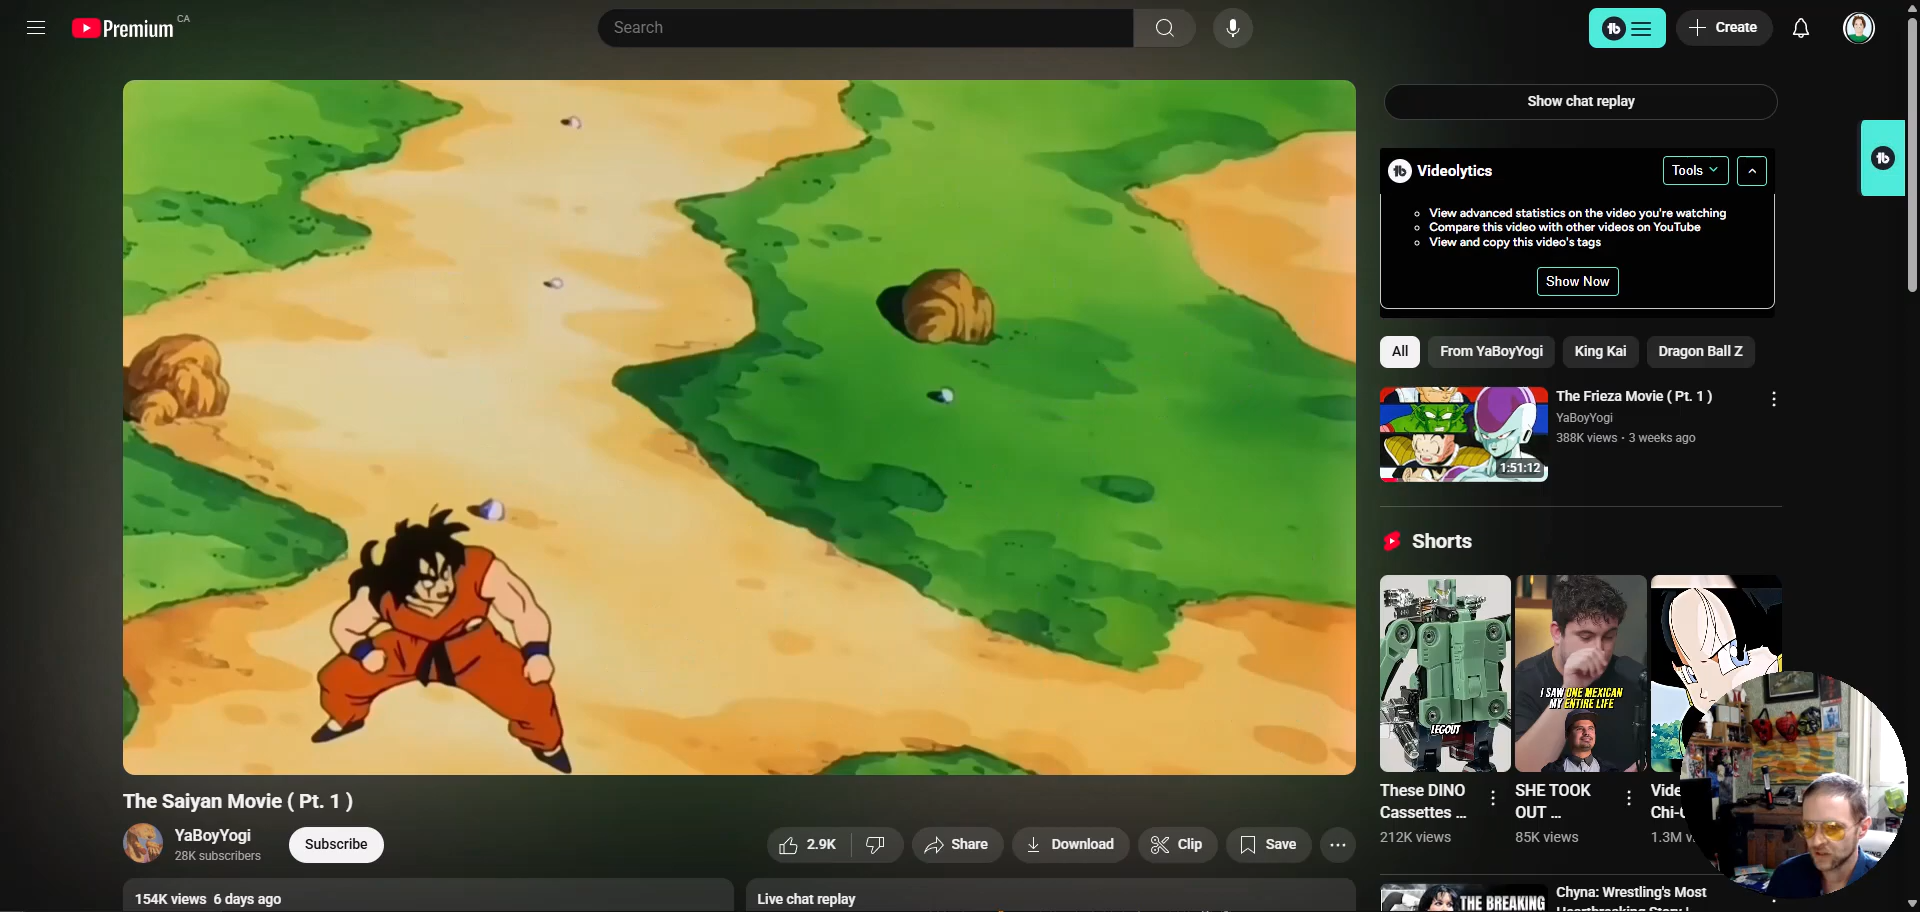 Premium CA
Search
Create
Show chat replay
Videolytics
Tools
View advanced statistics on the video you're watching
Compare this video with other videos on YouTube
View and copy this video's tags
Show Now
All
From YaBoyYogi
King Kai
Dragon Ball Z
The Frieza Movie ( Pt. 1 )
YaBoyYogi
388K views • 3 weeks ago
1:51:12
Shorts
LEGOUT
I SAW ONE MEXICAN
MY ENTIRE LIFE
These DINO
Cassettes ...
212K views
SHE TOOK
OUT ...
85K views
Vide
Chi-
1.3M
The Saiyan Movie ( Pt. 1 )
YaBoyYogi
28K subscribers
Subscribe
2.9K
Share
Download
Clip
Save
154K views 6 days ago
Live chat replay
THE BREAKING
Chyna: Wrestling's Most
Heartbreaking Story |